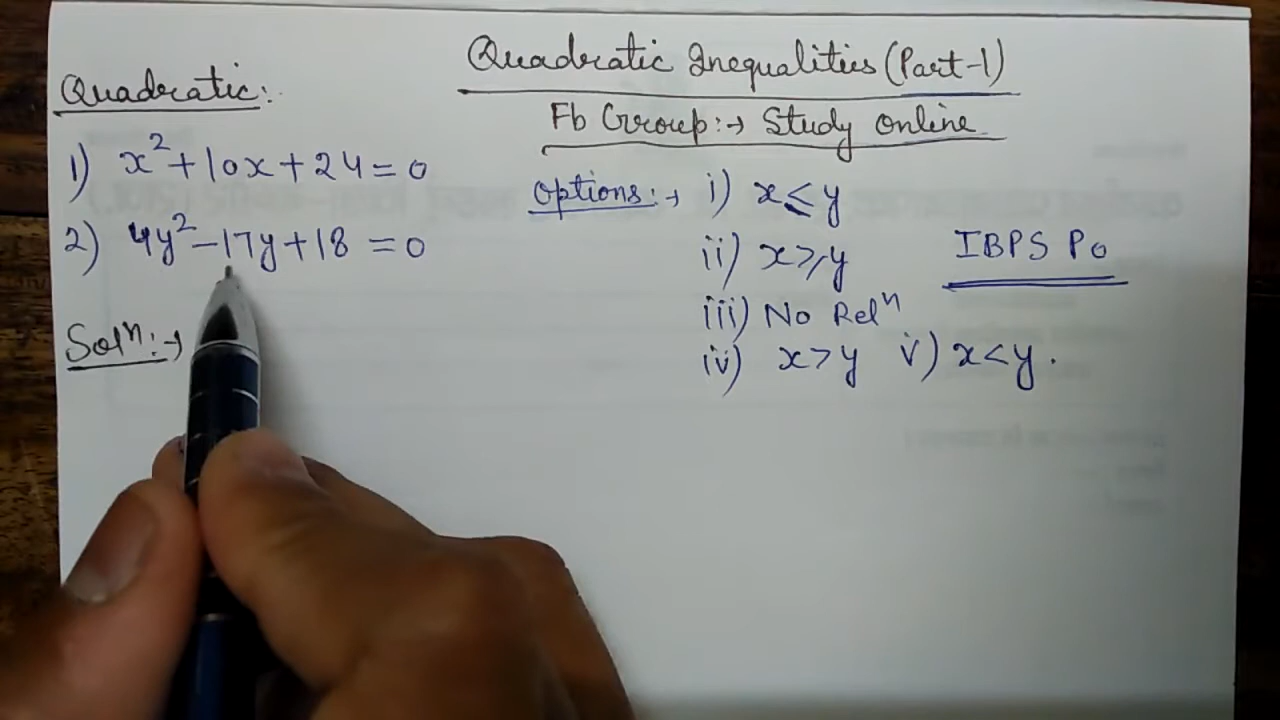 Quadratic Inequalities (Part-1)
Fb Group:→ Study Online
Quadratic:
1) x²+10x+24=0
2) 4y²-17y+18=0
Solⁿ:→
Options:→ i) x≤y
ii) x≥y
iii) No Relⁿ
iv) x>y v) x<y.
IBPS PO